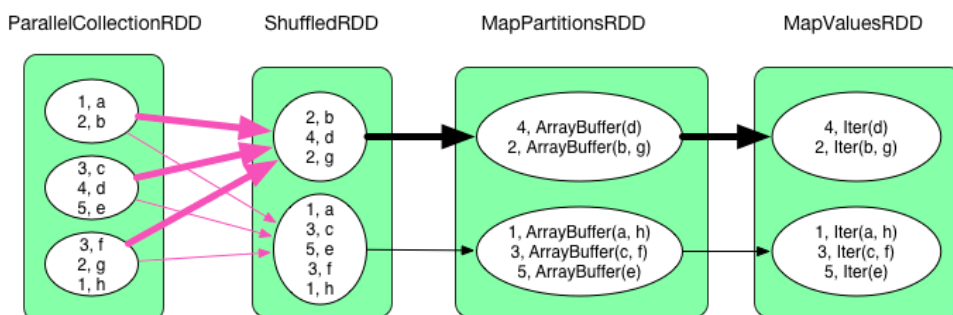 ParallelCollectionRDD
ShuffledRDD
MapPartitionsRDD
MapValuesRDD
1, a
2, b
3, c
4, d
5, e
3, f
2, g
1, h
2, b
4, d
2, g
1, a
3, c
5, e
3, f
1, h
4, ArrayBuffer(d)
2, ArrayBuffer(b, g)
1, ArrayBuffer(a, h)
3, ArrayBuffer(c, f)
5, ArrayBuffer(e)
4, Iter(d)
2, Iter(b, g)
1, Iter(a, h)
3, Iter(c, f)
5, Iter(e)